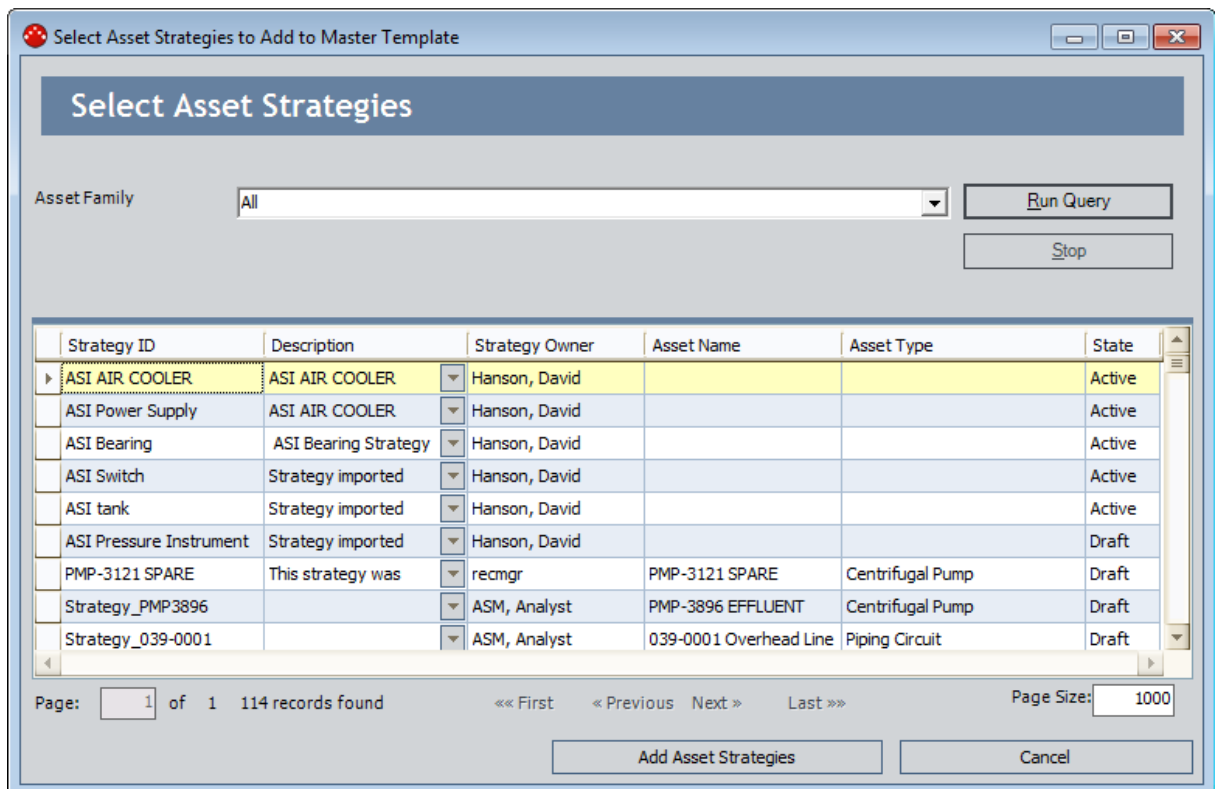 Select Asset Strategies to Add to Master Template
Select Asset Strategies
Asset Family All Run Query
Stop
Strategy ID Description Strategy Owner Asset Name Asset Type State
ASI AIR COOLER ASI AIR COOLER Hanson, David Active
ASI Power Supply ASI AIR COOLER Hanson, David Active
ASI Bearing ASI Bearing Strategy Hanson, David Active
ASI Switch Strategy imported Hanson, David Active
ASI tank Strategy imported Hanson, David Active
ASI Pressure Instrument Strategy imported Hanson, David Draft
PMP-3121 SPARE This strategy was recmgr PMP-3121 SPARE Centrifugal Pump Draft
Strategy_PMP3896 ASM, Analyst PMP-3896 EFFLUENT Centrifugal Pump Draft
Strategy_039-0001 ASM, Analyst 039-0001 Overhead Line Piping Circuit Draft
Page: 1 of 1 114 records found «« First « Previous Next » Last »» Page Size: 1000
Add Asset Strategies Cancel